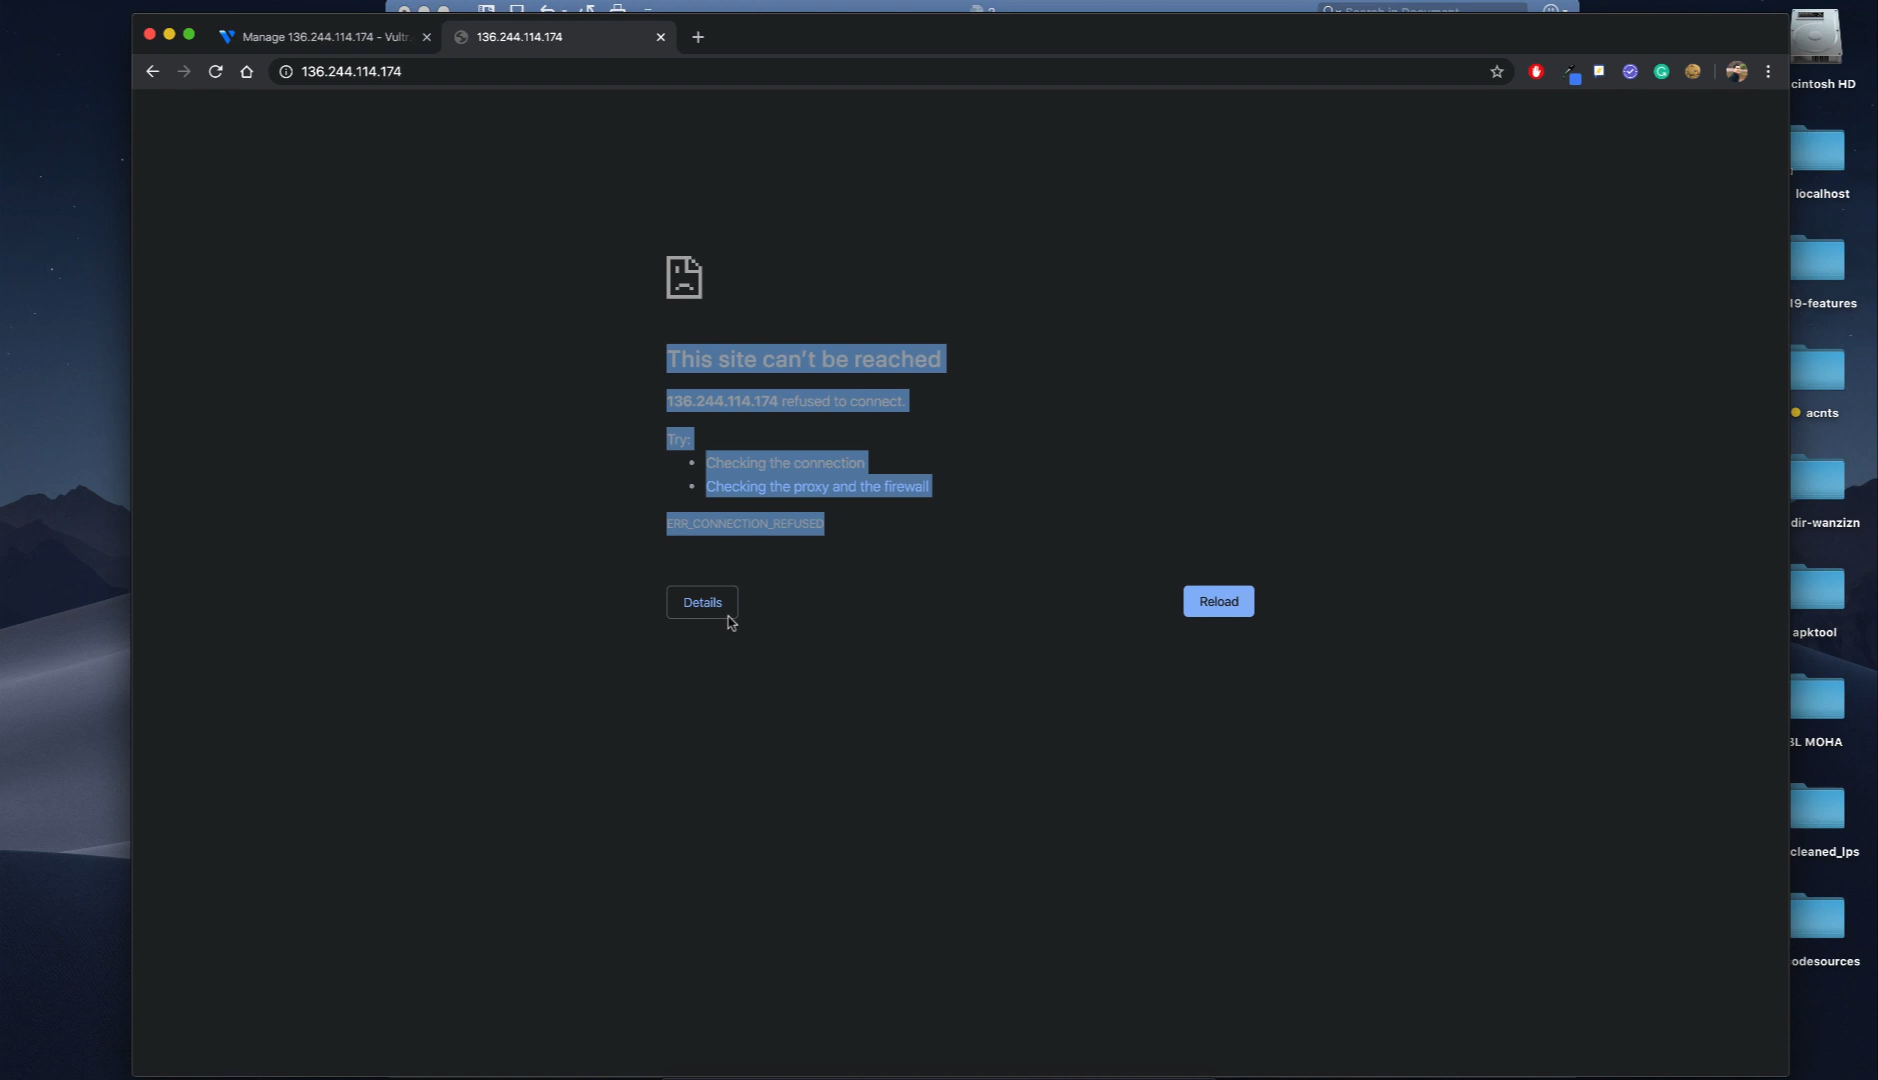 Manage 136.244.114.174 - Vultr.
136.244.114.174
136.244.114.174
This site can't be reached
136.244.114.174 refused to connect.
Try:
• Checking the connection
• Checking the proxy and the firewall
ERR_CONNECTION_REFUSED
Details
Reload
cintosh HD
localhost
19-features
acnts
dir-wanzizn
apktool
BL MOHA
cleaned_lps
odesources